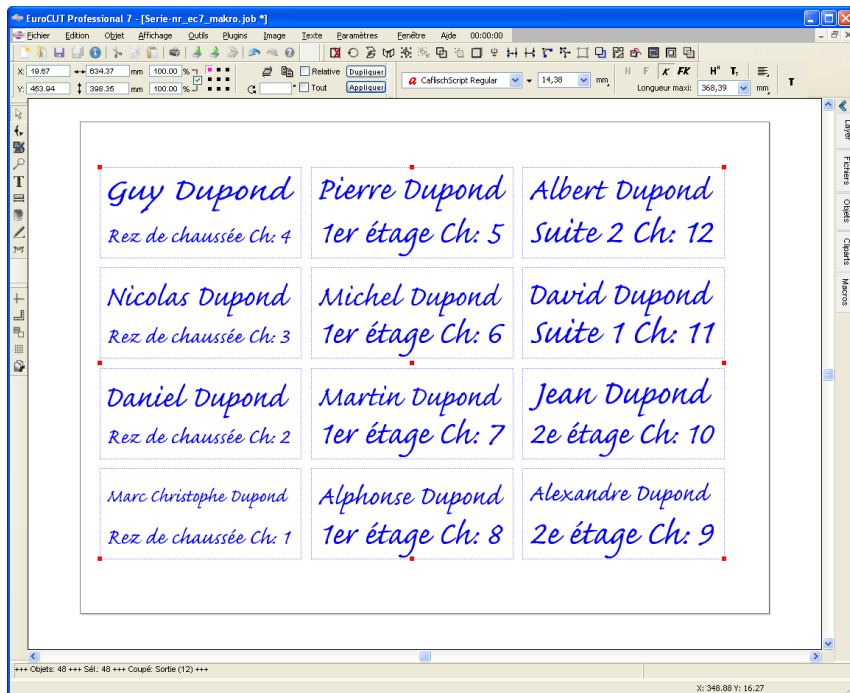 EuroCUT Professional 7 - [Serie-nr_ec7_makro.job *]
Fichier Edition Objet Affichage Outils Plugins Image Texte Paramètres Fenêtre Aide 00:00:00
X: 19.67 634.37 mm 100.00 % Relative Dupliquer CaflischScript Regular 14,38 mm N F K FK
Y: 453.94 398.35 mm 100.00 % Tout Appliquer Longueur maxi: 368,39 mm
Layer
Fichiers
Objets
Cliparts
Macros
Guy Dupond Pierre Dupond Albert Dupond
Rez de chaussée Ch: 4 1er étage Ch: 5 Suite 2 Ch: 12
Nicolas Dupond Michel Dupond David Dupond
Rez de chaussée Ch: 3 1er étage Ch: 6 Suite 1 Ch: 11
Daniel Dupond Martin Dupond Jean Dupond
Rez de chaussée Ch: 2 1er étage Ch: 7 2e étage Ch: 10
Marc Christophe Dupond Alphonse Dupond Alexandre Dupond
Rez de chaussée Ch: 1 1er étage Ch: 8 2e étage Ch: 9
+++ Objets: 48 +++ Sél.: 48 +++ Coupé: Sortie (12) +++
X: 348.88 Y: 16.27